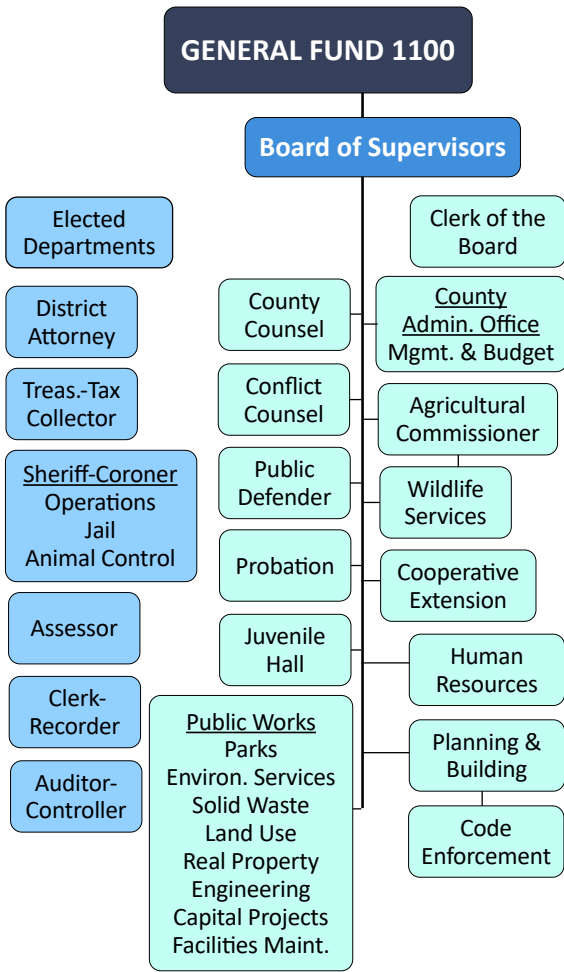 GENERAL FUND 1100
Board of Supervisors
Elected
Departments
District
Attorney
Treas.-Tax
Collector
Sheriff-Coroner
Operations
Jail
Animal Control
Assessor
Clerk-
Recorder
Auditor-
Controller
County
Counsel
Conflict
Counsel
Public
Defender
Probation
Juvenile
Hall
Public Works
Parks
Environ. Services
Solid Waste
Land Use
Real Property
Engineering
Capital Projects
Facilities Maint.
Clerk of the
Board
County
Admin. Office
Mgmt. & Budget
Agricultural
Commissioner
Wildlife
Services
Cooperative
Extension
Human
Resources
Planning &
Building
Code
Enforcement